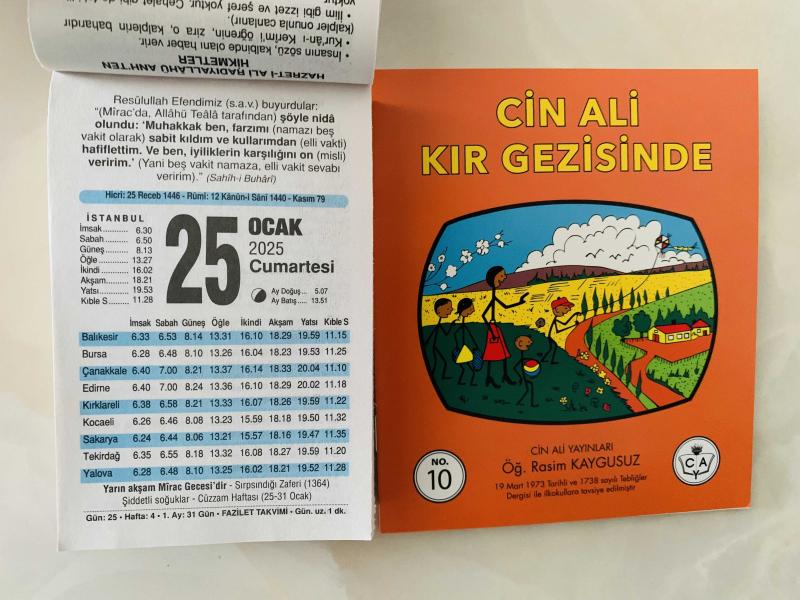 HAZRET-İ ALİ RADIYALLÂHÜ ANH'TEN
HİKMETLER
• İnsanın sözü, kalbinde olanı haber verir.
• Kur'ân-ı Kerîm'i öğrenin, zira o, kalplerin baharıdır
(kalpler onunla canlanır).
• İlim gibi izzet ve şeref yoktur. Cehalet gibi
Resûlullah Efendimiz (s.a.v.) buyurdular:
“(Mîrac'da, Allâhü Teâlâ tarafından) şöyle nidâ
olundu: ‘Muhakkak ben, farzımı (namazı beş
vakit olarak) sabit kıldım ve kullarımdan (elli vakti)
hafiflettim. Ve ben, iyiliklerin karşılığını on (misli)
veririm.’ (Yani beş vakit namaza, elli vakit sevabı
veririm).” (Sahîh-i Buhârî)
Hicri: 25 Receb 1446 - Rûmî: 12 Kânûn-i Sânî 1440 - Kasım 79
İSTANBUL
İmsak........ 6.30
Sabah........ 6.50
Güneş........ 8.13
Öğle.......... 13.27
İkindi......... 16.02
Akşam....... 18.21
Yatsı.......... 19.53
Kıble S....... 11.28
25
OCAK
2025
Cumartesi
Ay Doğuş... 5.07
Ay Batış.... 13.51
İmsak Sabah Güneş Öğle İkindi Akşam Yatsı Kıble S
Balıkesir 6.33 6.53 8.14 13.31 16.10 18.29 19.59 11.15
Bursa 6.28 6.48 8.10 13.26 16.04 18.23 19.53 11.25
Çanakkale 6.40 7.00 8.21 13.37 16.14 18.33 20.04 11.10
Edirne 6.40 7.00 8.24 13.36 16.10 18.29 20.02 11.18
Kırklareli 6.38 6.58 8.21 13.33 16.07 18.26 19.59 11.22
Kocaeli 6.26 6.46 8.08 13.23 15.59 18.18 19.50 11.32
Sakarya 6.24 6.44 8.06 13.21 15.57 18.16 19.47 11.35
Tekirdağ 6.35 6.55 8.18 13.32 16.08 18.27 19.59 11.20
Yalova 6.28 6.48 8.10 13.25 16.02 18.21 19.52 11.28
Yarın akşam Mîrac Gecesi'dir - Sırpsındığı Zaferi (1364)
Şiddetli soğuklar - Cüzzam Haftası (25-31 Ocak)
Gün: 25 • Hafta: 4 • 1. Ay: 31 Gün • FAZİLET TAKVİMİ • Gün. uz. 1 dk.
CİN ALİ
KIR GEZİSİNDE
NO.
10
CİN ALİ YAYINLARI
Öğ. Rasim KAYGUSUZ
19 Mart 1973 Tarihli ve 1738 sayılı Tebliğler
Dergisi ile ilkokullara tavsiye edilmiştir
C A
Y